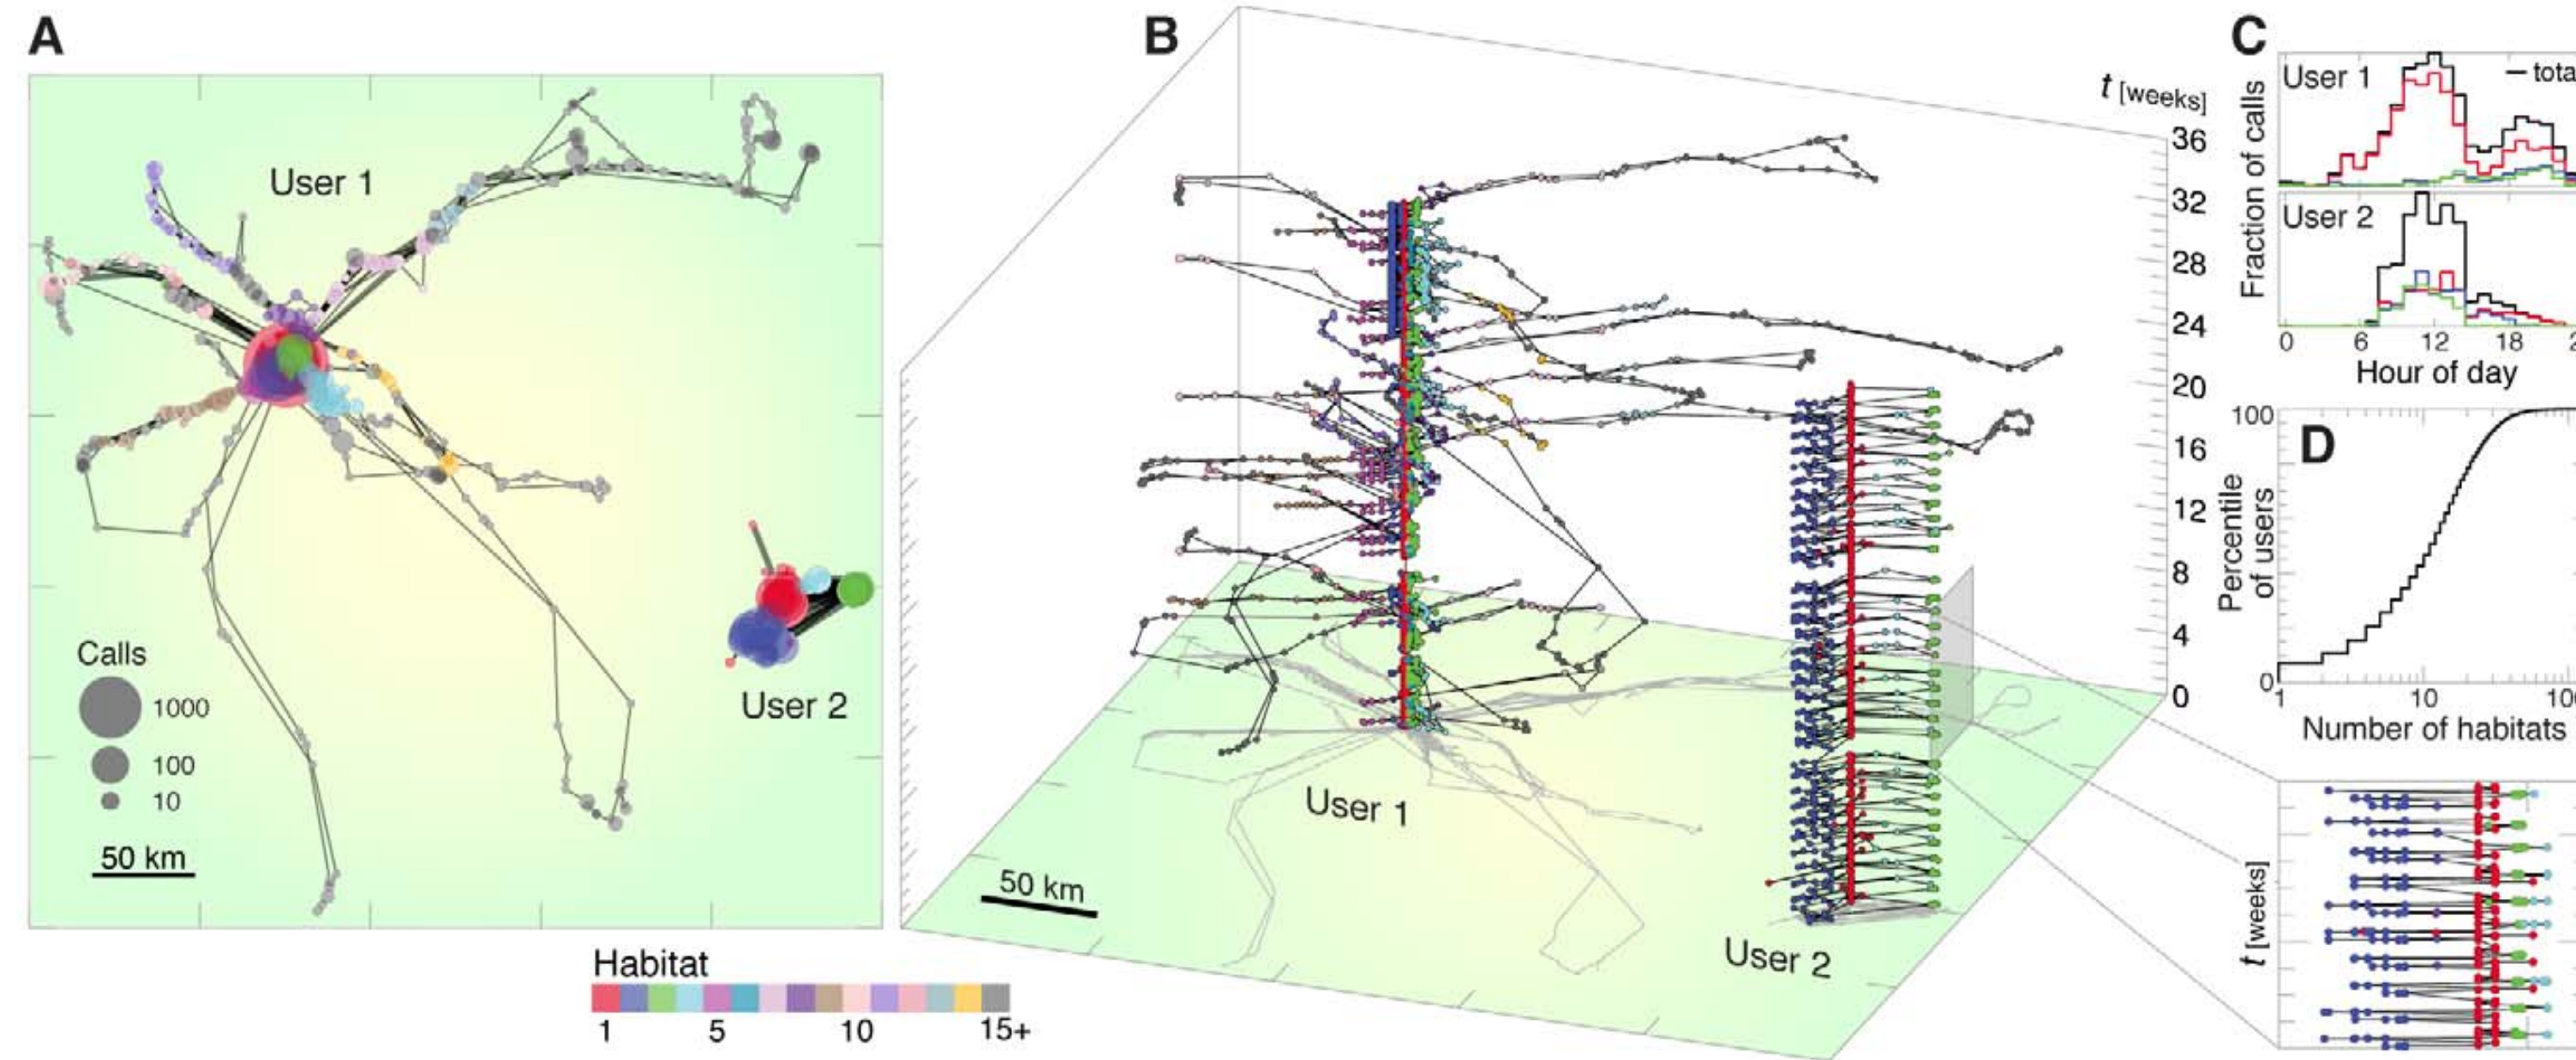 A
User 1
User 2
Calls
1000
100
10
50 km
Habitat
1
5
10
15+
B
t [weeks]
36
32
28
24
20
16
12
8
4
0
User 1
50 km
User 2
C
User 1
tota
User 2
Fraction of calls
0
6
12
18
2
Hour of day
D
100
0
Percentile
of users
1
10
100
Number of habitats
t [weeks]